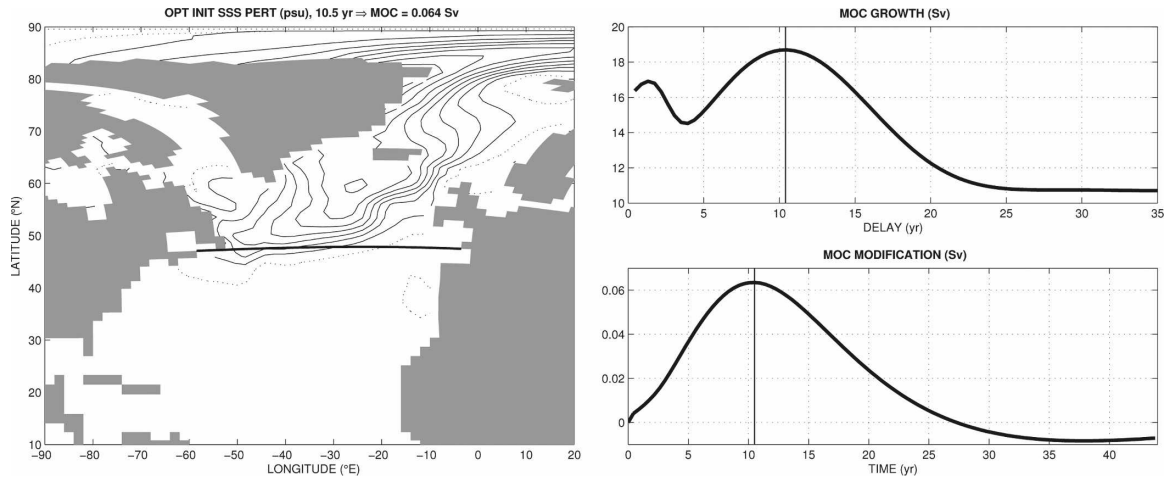 OPT INIT SSS PERT (psu), 10.5 yr ⇒ MOC = 0.064 Sv
90
80
70
60
50
40
30
20
10
LATITUDE (°N)
−90 −80 −70 −60 −50 −40 −30 −20 −10 0 10 20
LONGITUDE (°E)
MOC GROWTH (Sv)
20
18
16
14
12
10
0 5 10 15 20 25 30 35
DELAY (yr)
MOC MODIFICATION (Sv)
0.06
0.04
0.02
0
0 5 10 15 20 25 30 35 40
TIME (yr)